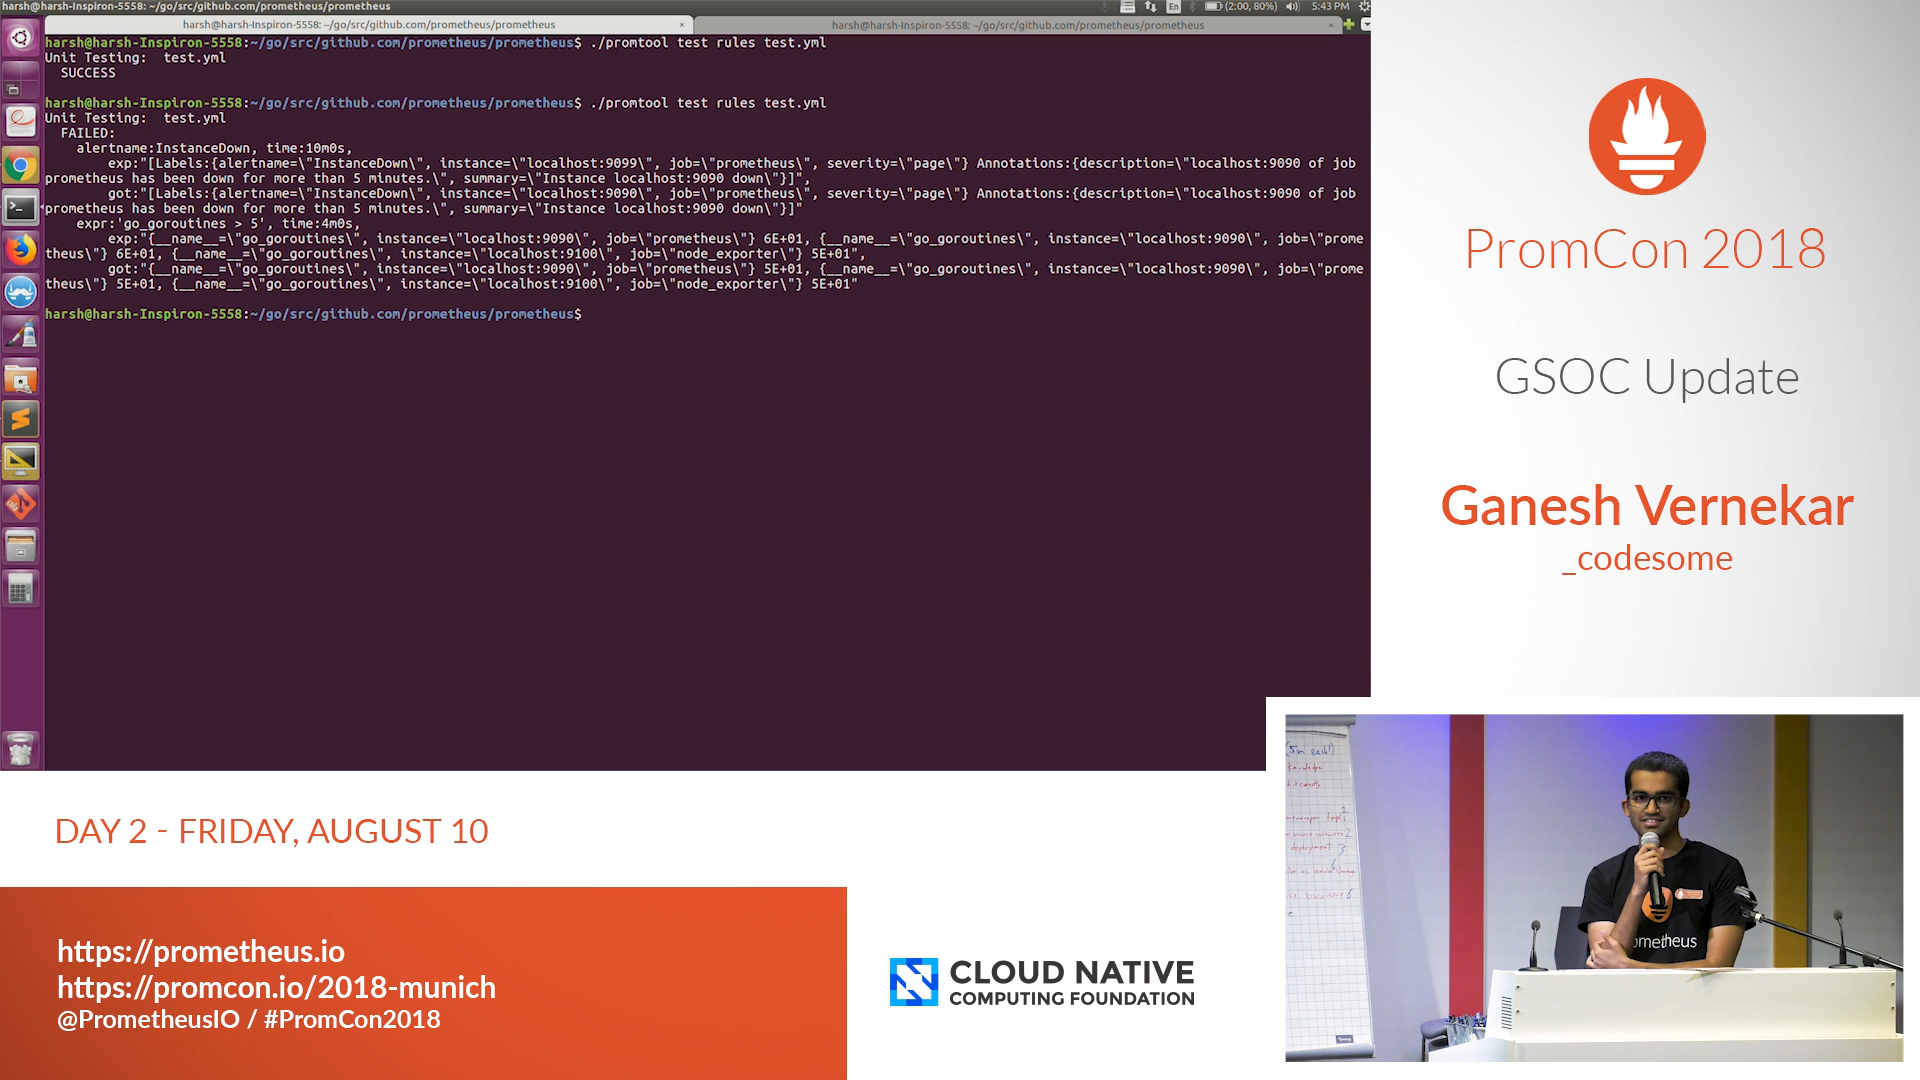 harsh@harsh-Inspiron-5558: ~/go/src/github.com/prometheus/prometheus
En
(2:00, 80%)
5:43 PM
harsh@harsh-Inspiron-5558: ~/go/src/github.com/prometheus/prometheus
harsh@harsh-Inspiron-5558: ~/go/src/github.com/prometheus/prometheus
harsh@harsh-Inspiron-5558:~/go/src/github.com/prometheus/prometheus$ ./promtool test rules test.yml
Unit Testing:  test.yml
  SUCCESS
harsh@harsh-Inspiron-5558:~/go/src/github.com/prometheus/prometheus$ ./promtool test rules test.yml
Unit Testing:  test.yml
  FAILED:
    alertname:InstanceDown, time:10m0s,
        exp:"[Labels:{alertname=\"InstanceDown\", instance=\"localhost:9099\", job=\"prometheus\", severity=\"page\"} Annotations:{description=\"localhost:9090 of job
prometheus has been down for more than 5 minutes.\", summary=\"Instance localhost:9090 down\"}]",
        got:"[Labels:{alertname=\"InstanceDown\", instance=\"localhost:9090\", job=\"prometheus\", severity=\"page\"} Annotations:{description=\"localhost:9090 of job
prometheus has been down for more than 5 minutes.\", summary=\"Instance localhost:9090 down\"}]"
    expr:'go_goroutines > 5', time:4m0s,
        exp:"{__name__=\"go_goroutines\", instance=\"localhost:9090\", job=\"prometheus\"} 6E+01, {__name__=\"go_goroutines\", instance=\"localhost:9090\", job=\"prome
theus\"} 6E+01, {__name__=\"go_goroutines\", instance=\"localhost:9100\", job=\"node_exporter\"} 5E+01",
        got:"{__name__=\"go_goroutines\", instance=\"localhost:9090\", job=\"prometheus\"} 5E+01, {__name__=\"go_goroutines\", instance=\"localhost:9090\", job=\"prome
theus\"} 5E+01, {__name__=\"go_goroutines\", instance=\"localhost:9100\", job=\"node_exporter\"} 5E+01"
harsh@harsh-Inspiron-5558:~/go/src/github.com/prometheus/prometheus$
PromCon 2018
GSOC Update
Ganesh Vernekar
_codesome
DAY 2 - FRIDAY, AUGUST 10
https://prometheus.io
https://promcon.io/2018-munich
@PrometheusIO / #PromCon2018
CLOUD NATIVE
COMPUTING FOUNDATION
(5m each!)
deployment 3
ometheus